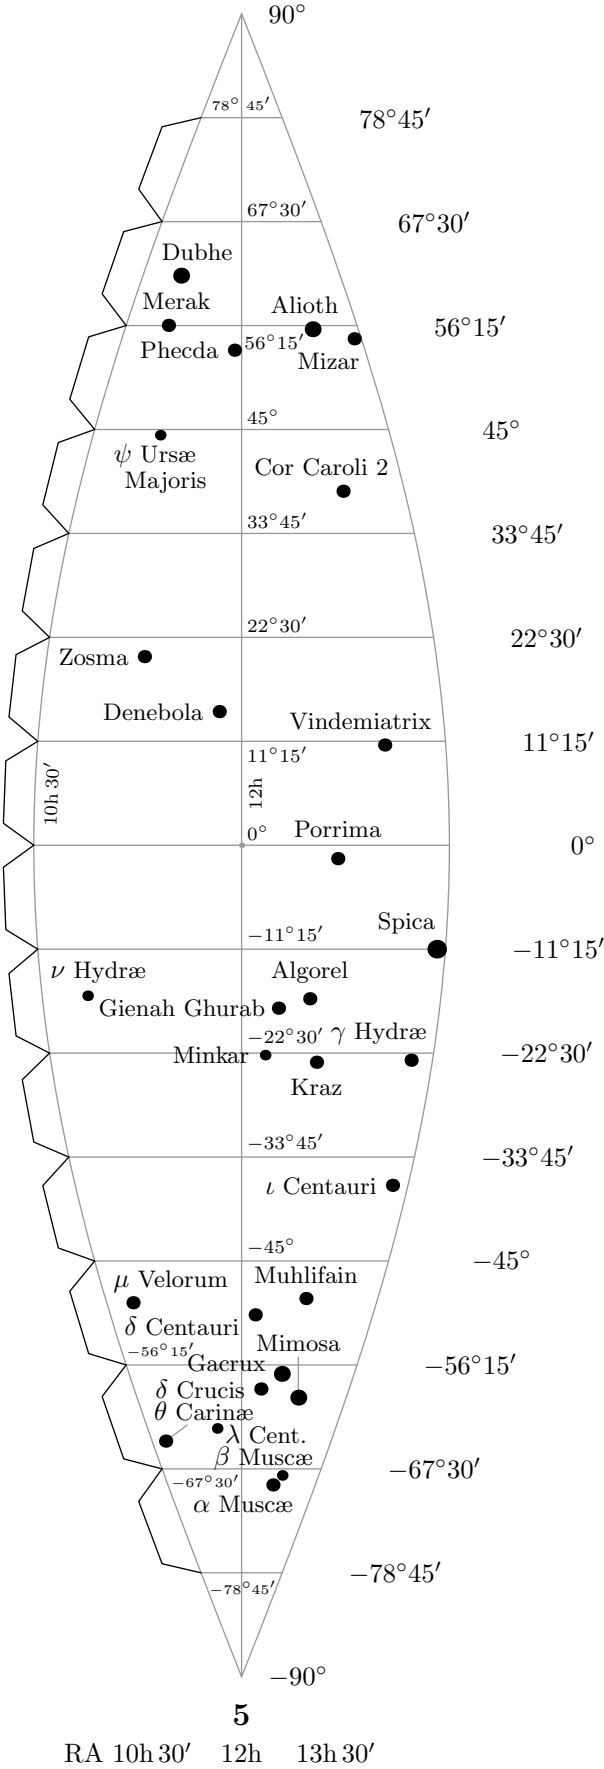 90°
78° 45′
78°45′
67°30′
67°30′
Dubhe
Merak
Alioth
56°15′
Phecda
56°15′
Mizar
45°
45°
ψ Ursæ
Majoris
Cor Caroli 2
33°45′
33°45′
22°30′
22°30′
Zosma
Denebola
Vindemiatrix
11°15′
11°15′
10h 30′
12h
0°
Porrima
0°
Spica
−11°15′
−11°15′
ν Hydræ
Algorel
Gienah Ghurab
−22°30′
γ Hydræ
Minkar
−22°30′
Kraz
−33°45′
−33°45′
ι Centauri
−45°
−45°
μ Velorum
Muhlifain
δ Centauri
Mimosa
−56°15′
Gacrux
−56°15′
δ Crucis
θ Carinæ
λ Cent.
β Muscæ
−67°30′
−67°30′
α Muscæ
−78°45′
−78°45′
−90°
5
RA 10h 30′ 12h 13h 30′